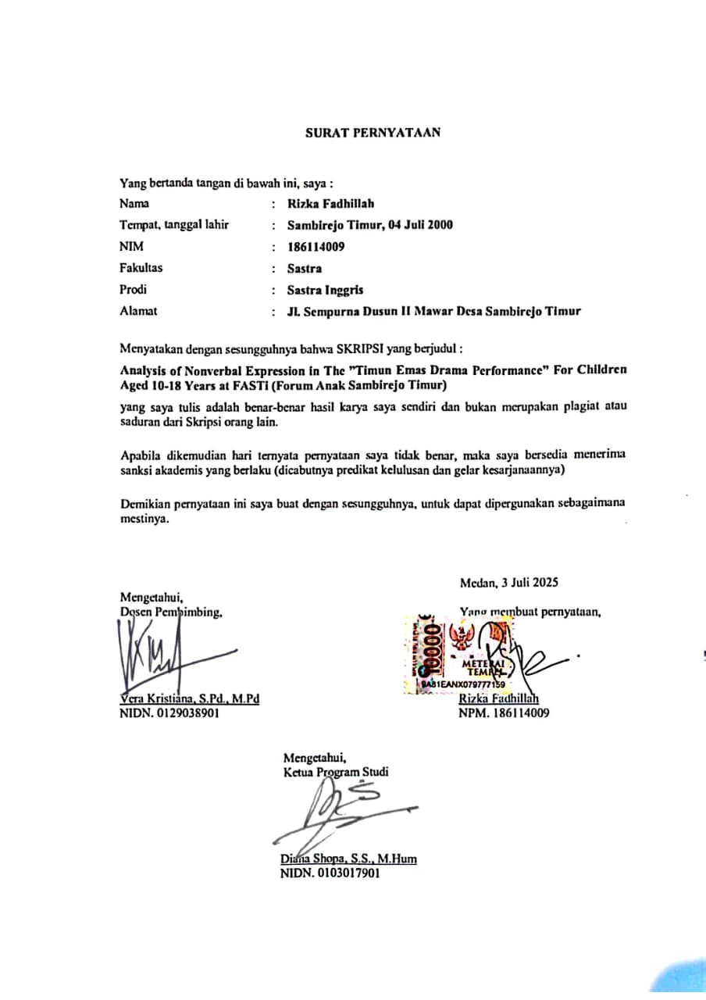 SURAT PERNYATAAN
Yang bertanda tangan di bawah ini, saya :
Nama : Rizka Fadhillah
Tempat, tanggal lahir : Sambirejo Timur, 04 Juli 2000
NIM : 186114009
Fakultas : Sastra
Prodi : Sastra Inggris
Alamat : Jl. Sempurna Dusun II Mawar Desa Sambirejo Timur
Menyatakan dengan sesungguhnya bahwa SKRIPSI yang berjudul :
Analysis of Nonverbal Expression in The "Timun Emas Drama Performance" For Children
Aged 10-18 Years at FASTI (Forum Anak Sambirejo Timur)
yang saya tulis adalah benar-benar hasil karya saya sendiri dan bukan merupakan plagiat atau
saduran dari Skripsi orang lain.
Apabila dikemudian hari ternyata pernyataan saya tidak benar, maka saya bersedia menerima
sanksi akademis yang berlaku (dicabutnya predikat kelulusan dan gelar kesarjanaannya)
Demikian pernyataan ini saya buat dengan sesungguhnya, untuk dapat dipergunakan sebagaimana
mestinya.
Medan, 3 Juli 2025
Mengetahui,
Dosen Pembimbing,
Yang membuat pernyataan,
10000
METERAI
TEMPEL
Vera Kristiana, S.Pd., M.Pd
NIDN. 0129038901
Rizka Fadhillah
NPM. 186114009
Mengetahui,
Ketua Program Studi
Diana Shopa, S.S., M.Hum
NIDN. 0103017901